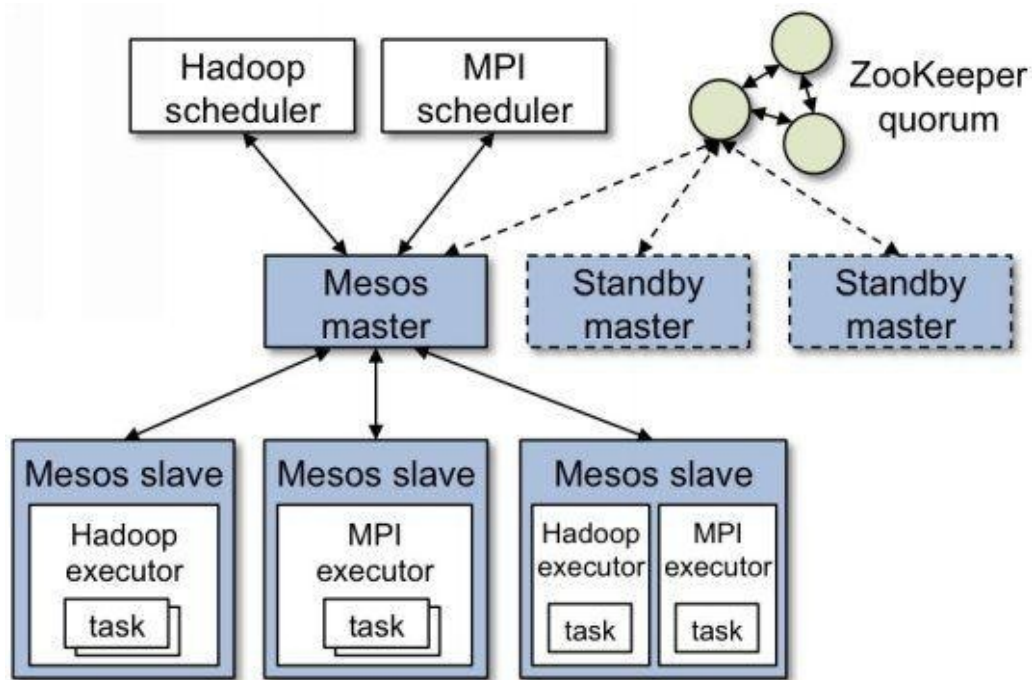 Hadoop
scheduler
MPI
scheduler
ZooKeeper
quorum
Mesos
master
Standby
master
Standby
master
Mesos slave
Hadoop
executor
task
Mesos slave
MPI
executor
task
Mesos slave
Hadoop
executor
task
MPI
executor
task